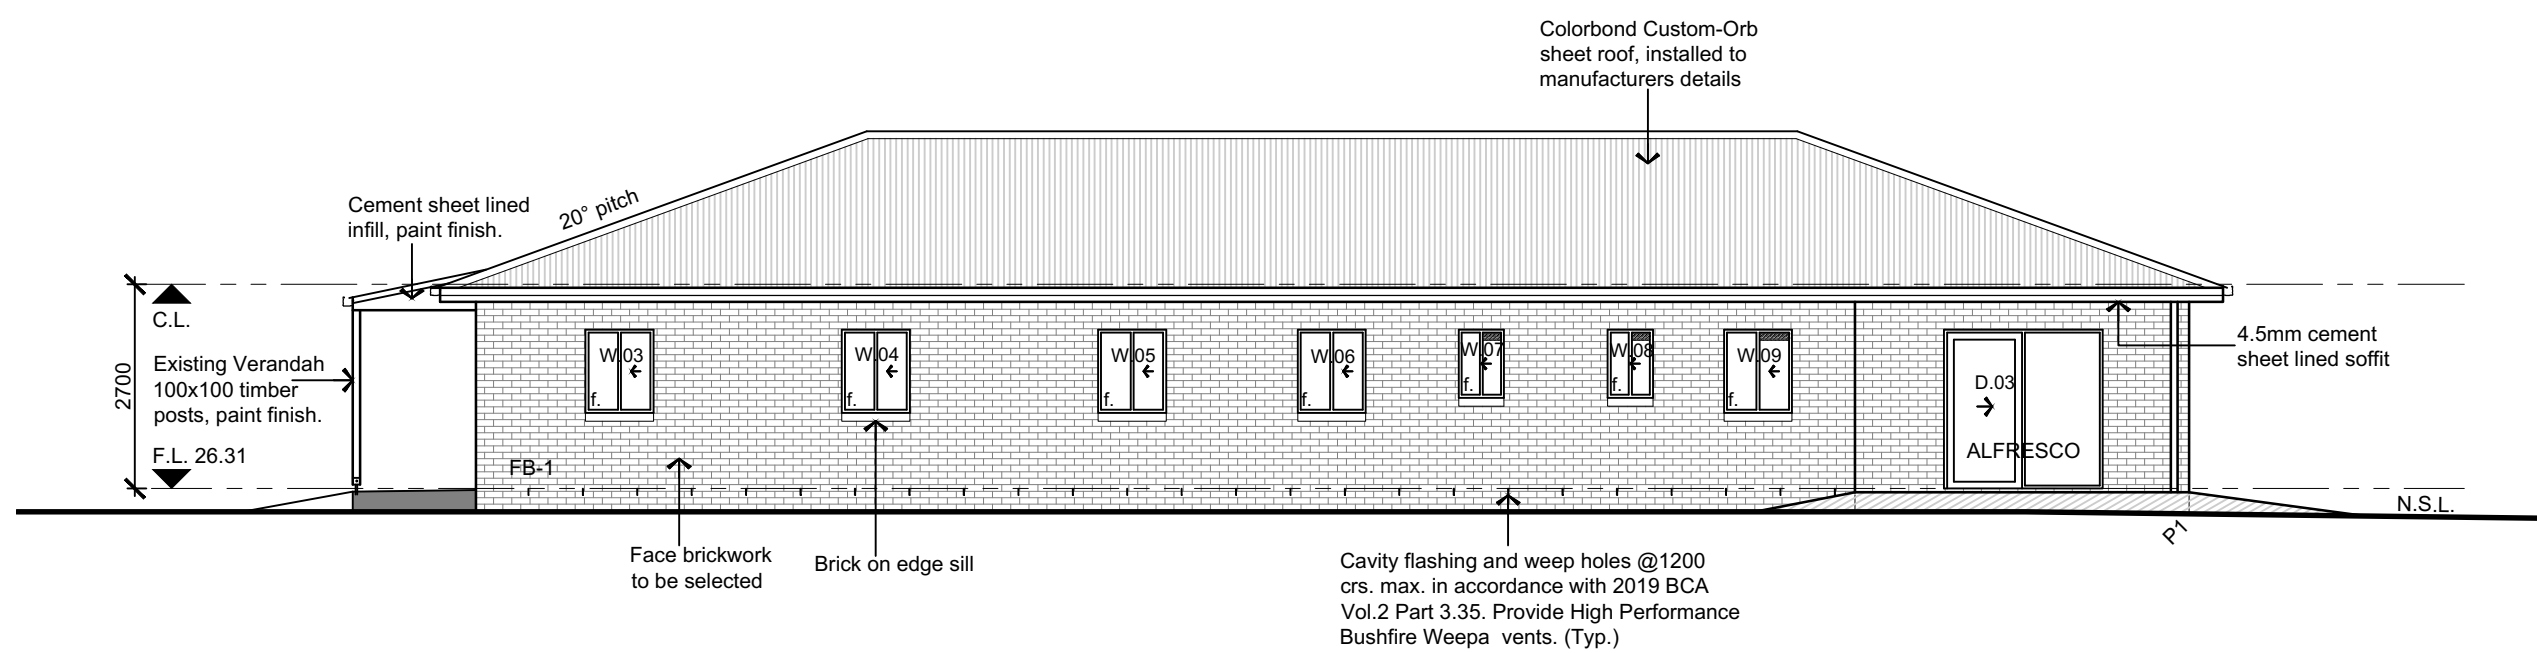 Colorbond Custom-Orb
sheet roof, installed to
manufacturers details
Cement sheet lined
infill, paint finish.
20° pitch
C.L.
2700
Existing Verandah
100x100 timber
posts, paint finish.
F.L. 26.31
W.03
f.
W.04
f.
W.05
f.
W.06
f.
W.07
f.
W.08
f.
W.09
f.
D.03
ALFRESCO
4.5mm cement
sheet lined soffit
FB-1
N.S.L.
P1
Face brickwork
to be selected
Brick on edge sill
Cavity flashing and weep holes @1200
crs. max. in accordance with 2019 BCA
Vol.2 Part 3.35. Provide High Performance
Bushfire Weepa vents. (Typ.)